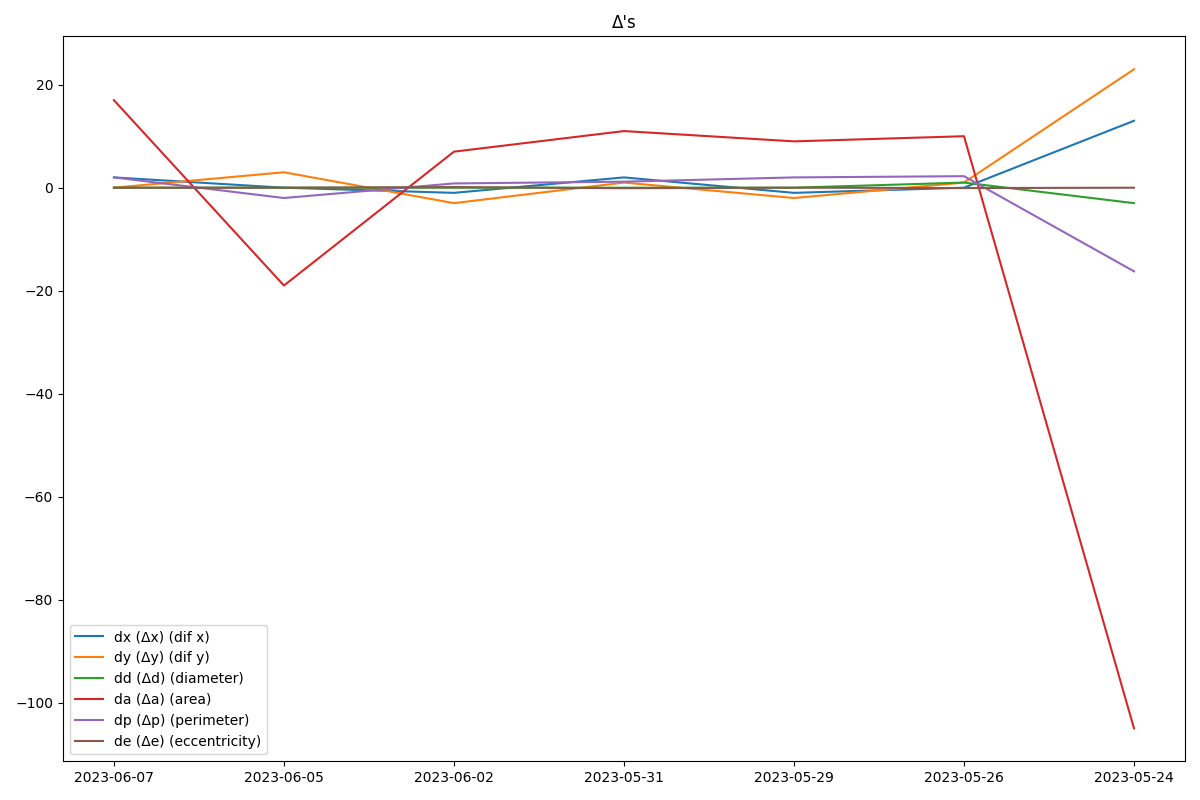 Δ's
20
0
−20
−40
−60
−80
−100
dx (Δx) (dif x)
dy (Δy) (dif y)
dd (Δd) (diameter)
da (Δa) (area)
dp (Δp) (perimeter)
de (Δe) (eccentricity)
2023-06-07 2023-06-05 2023-06-02 2023-05-31 2023-05-29 2023-05-26 2023-05-24